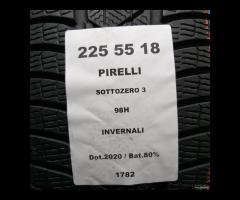 225 55 18
PIRELLI
SOTTOZERO 3
98H
INVERNALI
Dot.2020 / Bat.80%
1782